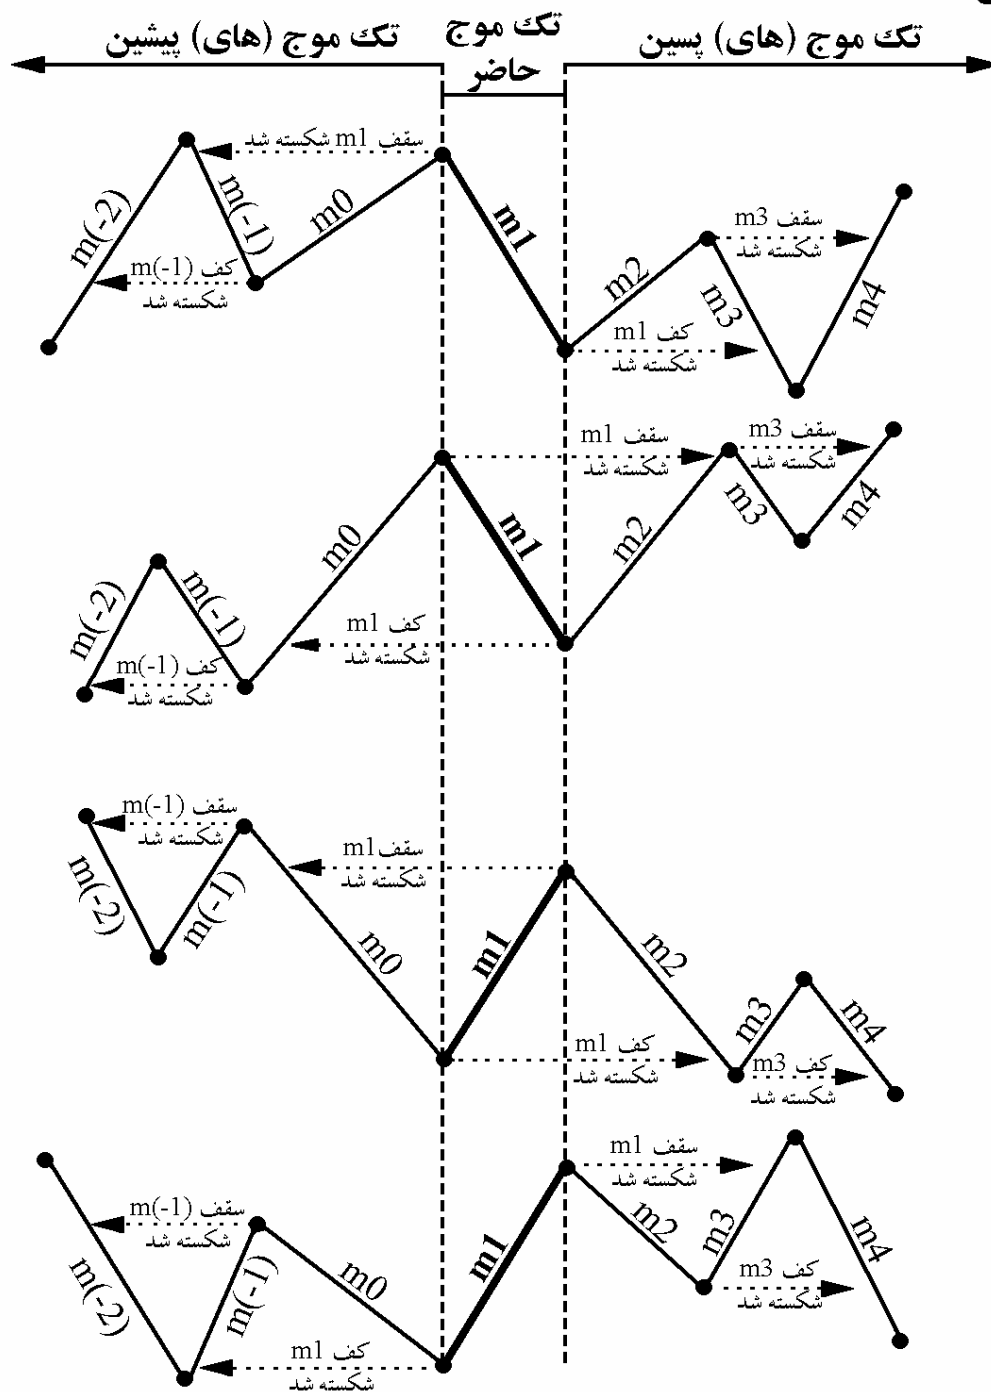 تک موج (های) پسین
تک موج
حاضر
تک موج (های) پیشین
سقف m1 شکسته شد
m(-2)
m(-1)
m0
m1
کف m(-1)
شکسته شد
m2
سقف m3
شکسته شد
m3
m4
کف m1
شکسته شد
سقف m1
شکسته شد
سقف m3
شکسته شد
m0
m1
m2
m3
m4
m(-2)
m(-1)
کف m1
شکسته شد
کف m(-1)
شکسته شد
سقف m(-1)
شکسته شد
سقف m1
شکسته شد
m(-2)
m(-1)
m0
m1
m2
m3
m4
کف m1
شکسته شد
کف m3
شکسته شد
سقف m1
شکسته شد
سقف m(-1)
شکسته شد
m(-2)
m(-1)
m0
m1
m2
m3
m4
کف m3
شکسته شد
کف m1
شکسته شد